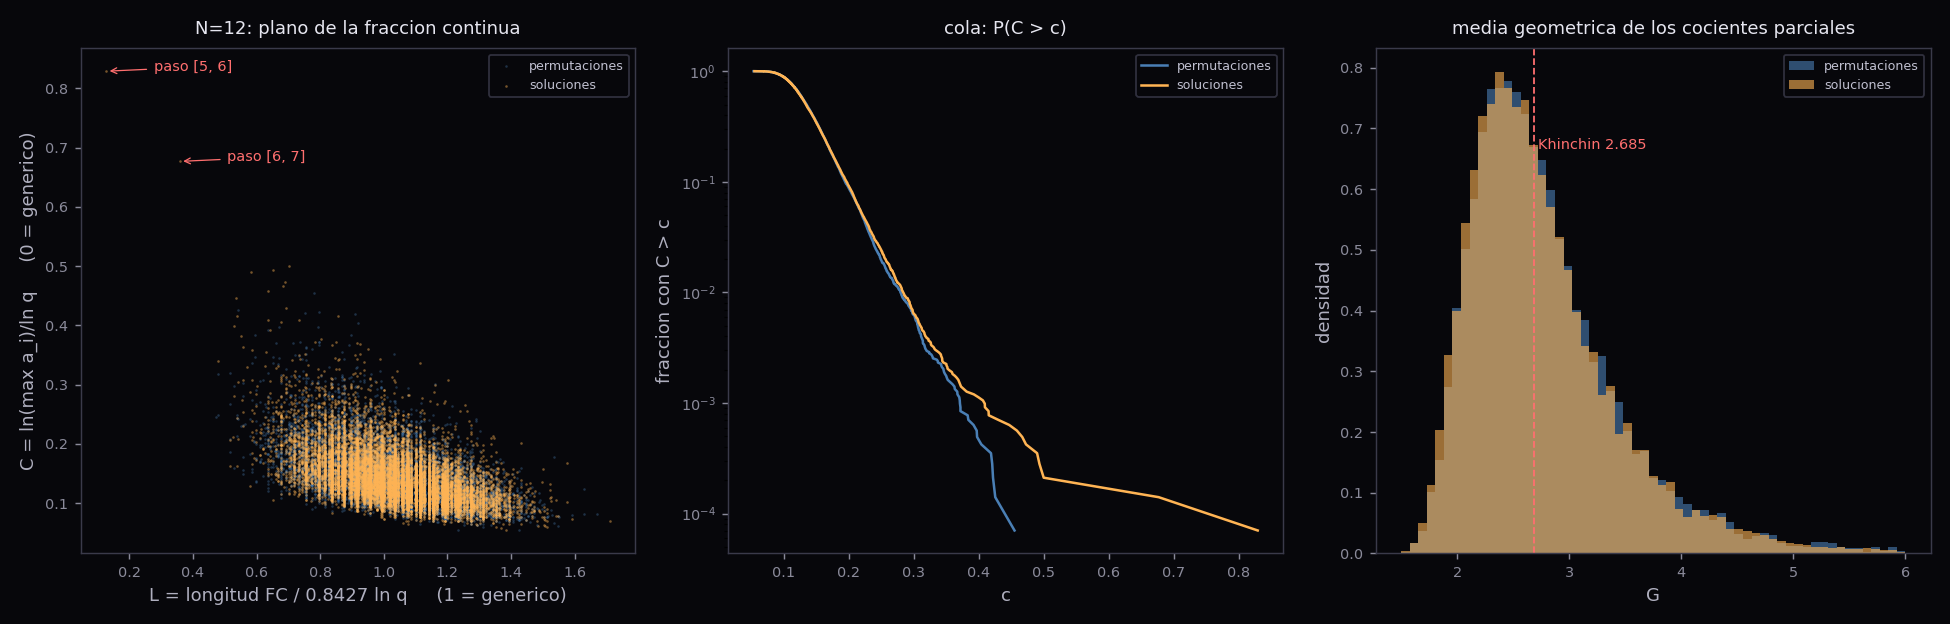 N=12: plano de la fraccion continua
C = ln(max a_i)/ln q    (0 = generico)
0.8
0.7
0.6
0.5
0.4
0.3
0.2
0.1
paso [5, 6]
paso [6, 7]
permutaciones
soluciones
0.2
0.4
0.6
0.8
1.0
1.2
1.4
1.6
L = longitud FC / 0.8427 ln q    (1 = generico)
cola: P(C > c)
fraccion con C > c
10⁰
10⁻¹
10⁻²
10⁻³
10⁻⁴
permutaciones
soluciones
0.1
0.2
0.3
0.4
0.5
0.6
0.7
0.8
c
media geometrica de los cocientes parciales
densidad
0.8
0.7
0.6
0.5
0.4
0.3
0.2
0.1
0.0
permutaciones
soluciones
Khinchin 2.685
2
3
4
5
6
G